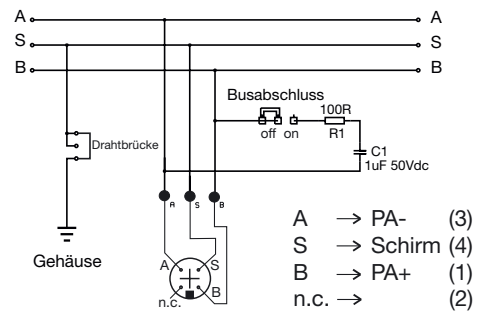 A A
S S
B B
Busabschluss
100R
off on R1
Drahtbrücke
C1
1uF 50Vdc
A S B
A → PA- (3)
S → Schirm (4)
B → PA+ (1)
n.c. → (2)
Gehäuse
A S
n.c. B